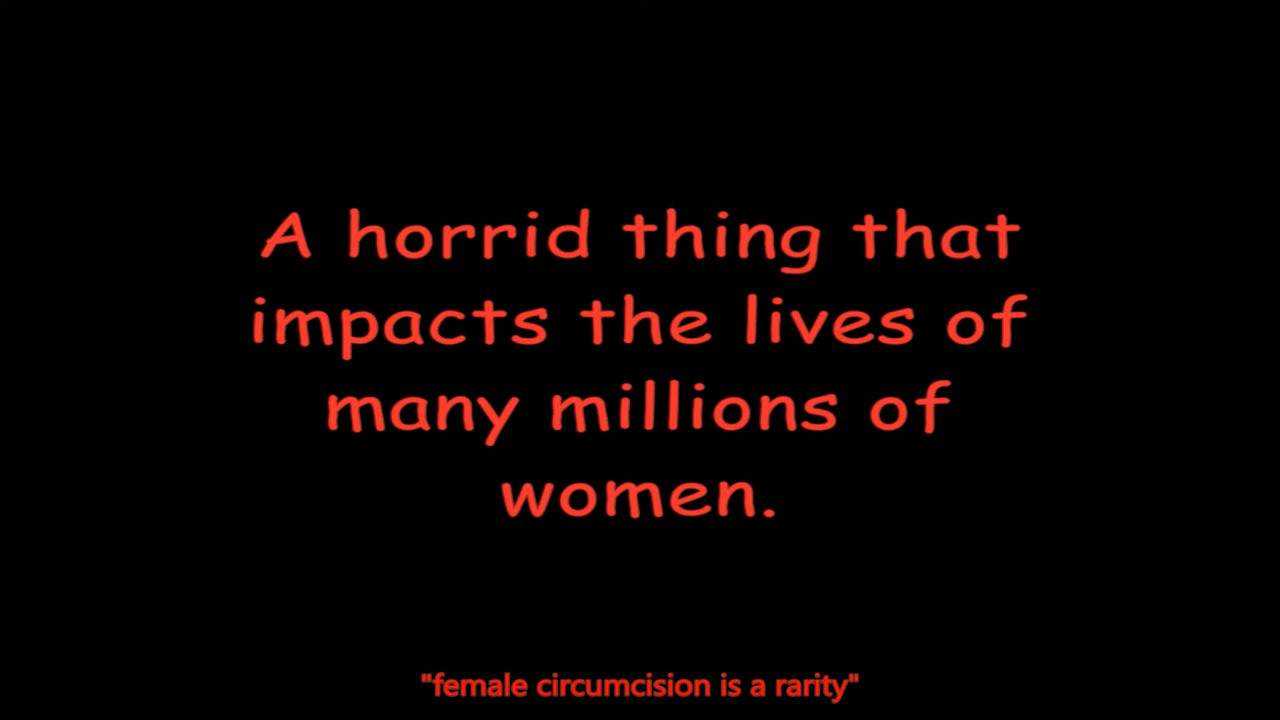 A horrid thing that
impacts the lives of
many millions of
women.
"female circumcision is a rarity"